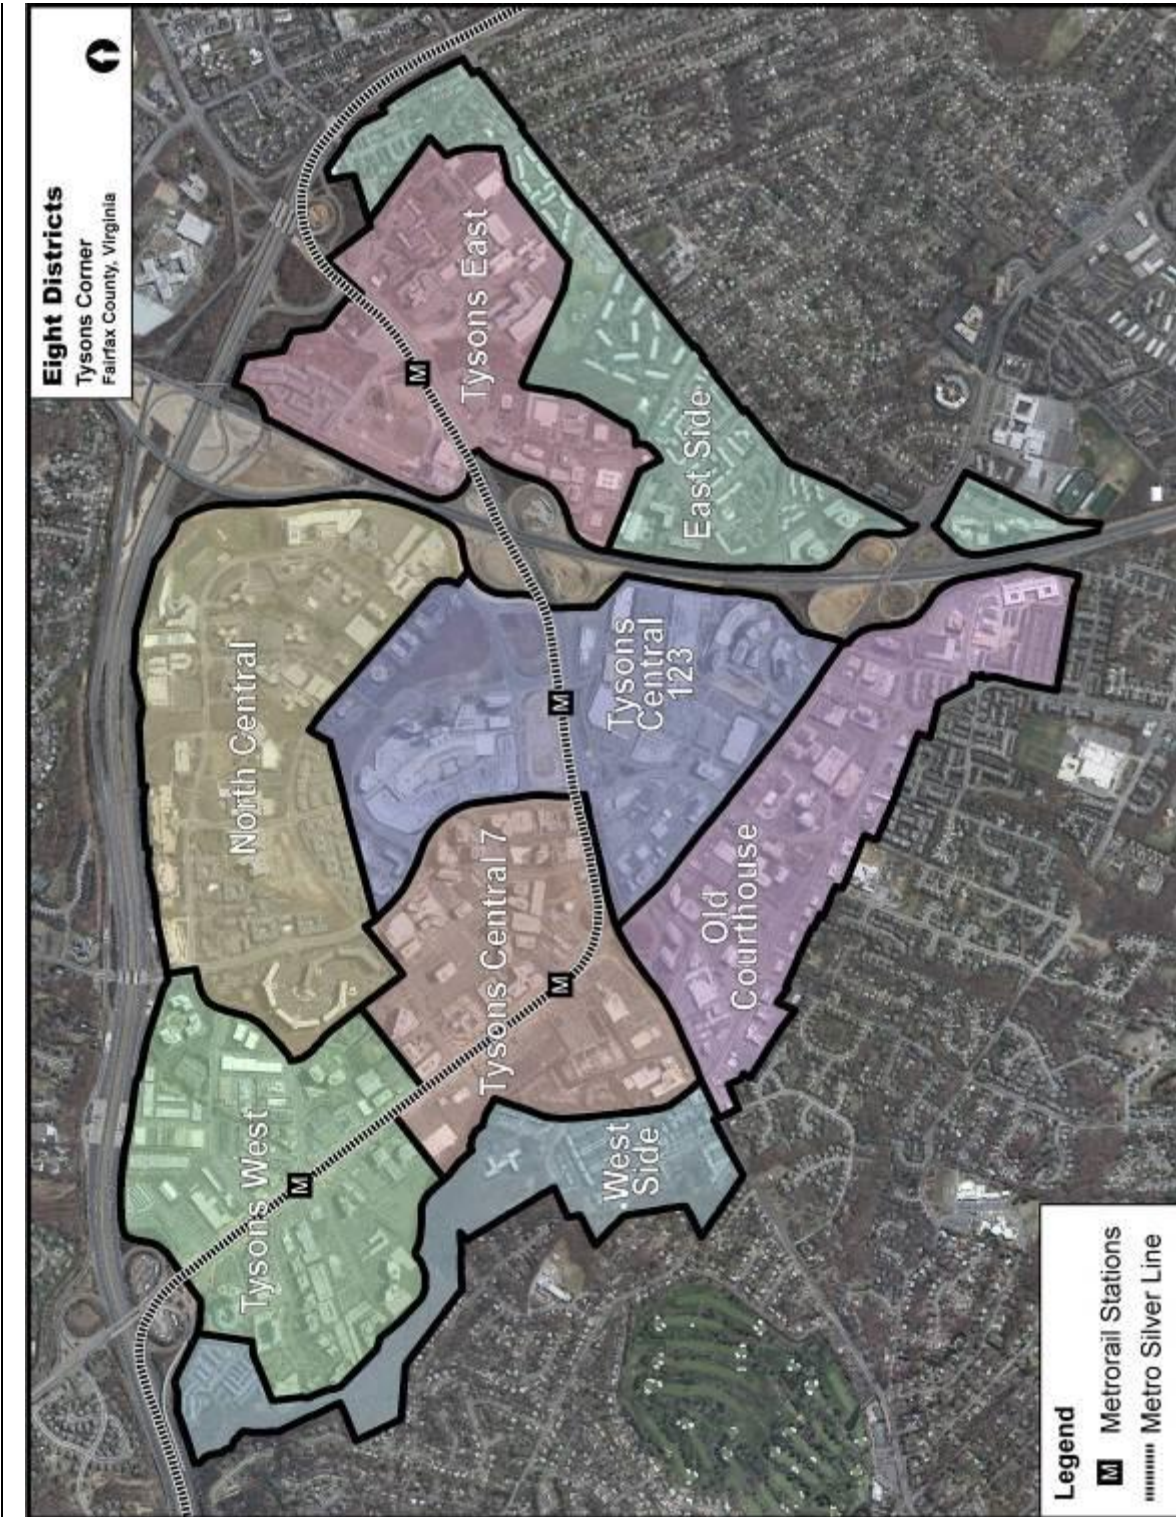 Eight Districts
Tysons Corner
Fairfax County, Virginia
Tysons West
North Central
Tysons East
Tysons Central 7
Tysons
Central
123
East Side
West
Side
Old
Courthouse
Legend
M Metrorail Stations
Metro Silver Line
M
M
M
M